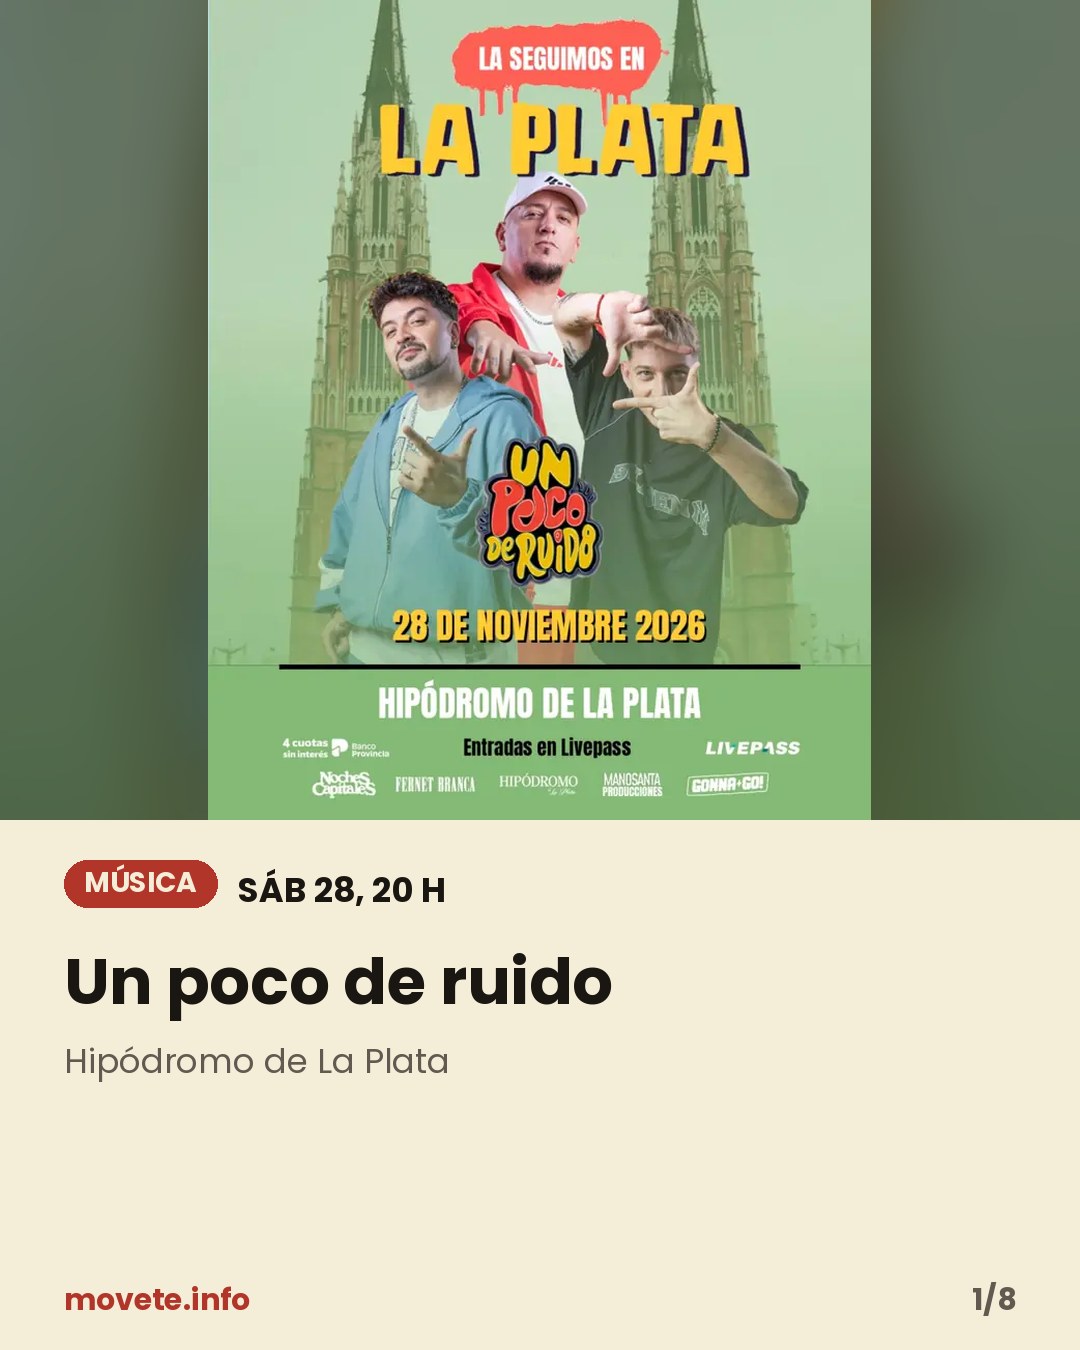 LA SEGUIMOS EN
LA PLATA
UN
POCO
DE RUIDO
28 DE NOVIEMBRE 2026
HIPÓDROMO DE LA PLATA
4 cuotas
sin interés
Banco
Provincia
Entradas en Livepass
LIVEPASS
Noches
Capitales
FERNET BRANCA
HIPÓDROMO
La Plata
MANOSANTA
PRODUCCIONES
GONNA GO!
MÚSICA
SÁB 28, 20 H
Un poco de ruido
Hipódromo de La Plata
movete.info
1/8